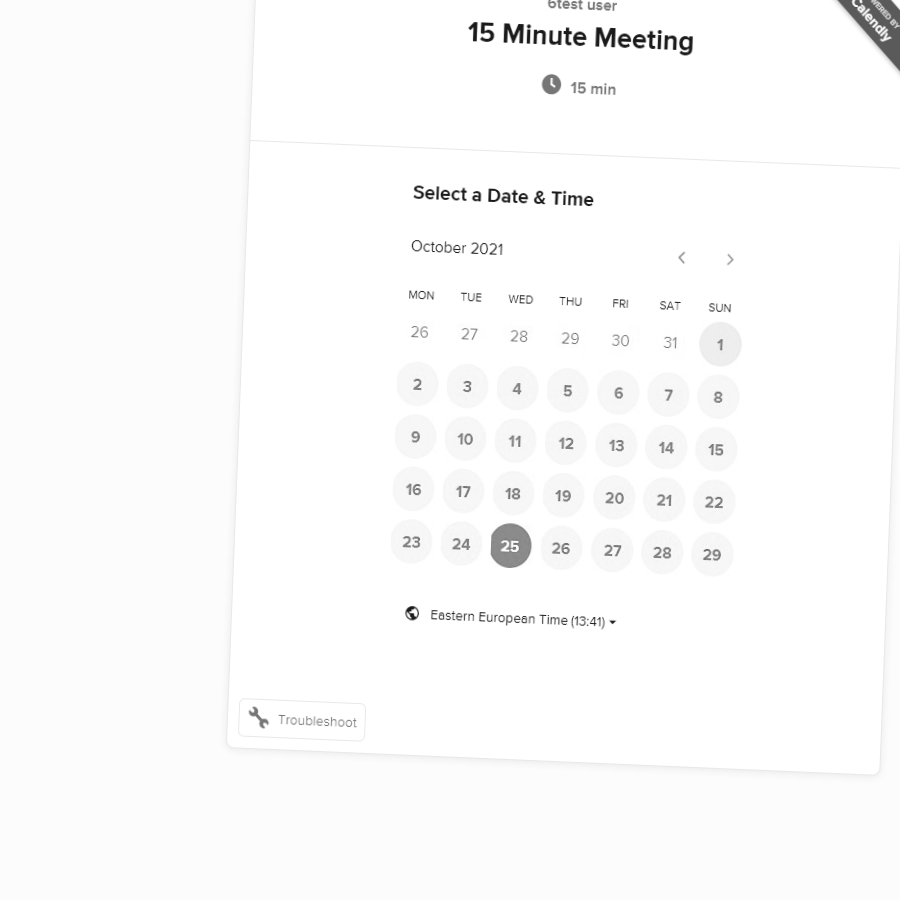 6test user
15 Minute Meeting
15 min
POWERED BY
Calendly
Select a Date & Time
October 2021
MON TUE WED THU FRI SAT SUN
26 27 28 29 30 31 1
2 3 4 5 6 7 8
9 10 11 12 13 14 15
16 17 18 19 20 21 22
23 24 25 26 27 28 29
Eastern European Time (13:41)
Troubleshoot